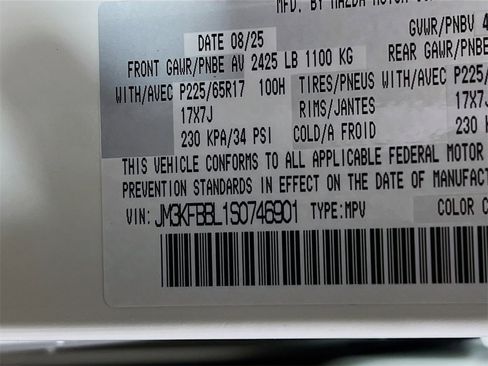 MFD. BY MAZDA MOTOR
DATE 08/25
GVWR/PNBV 4
FRONT GAWR/PNBE AV 2425 LB 1100 KG
REAR GAWR/PNBE
WITH/AVEC P225/65R17 100H TIRES/PNEUS WITH/AVEC P225/
17X7J RIMS/JANTES 17X7J
230 KPA/34 PSI COLD/A FROID 230 K
THIS VEHICLE CONFORMS TO ALL APPLICABLE FEDERAL MOTOR
PREVENTION STANDARDS IN EFFECT ON THE DATE OF MANUFACT
VIN: JM3KFBBL1S0746901 TYPE:MPV COLOR C